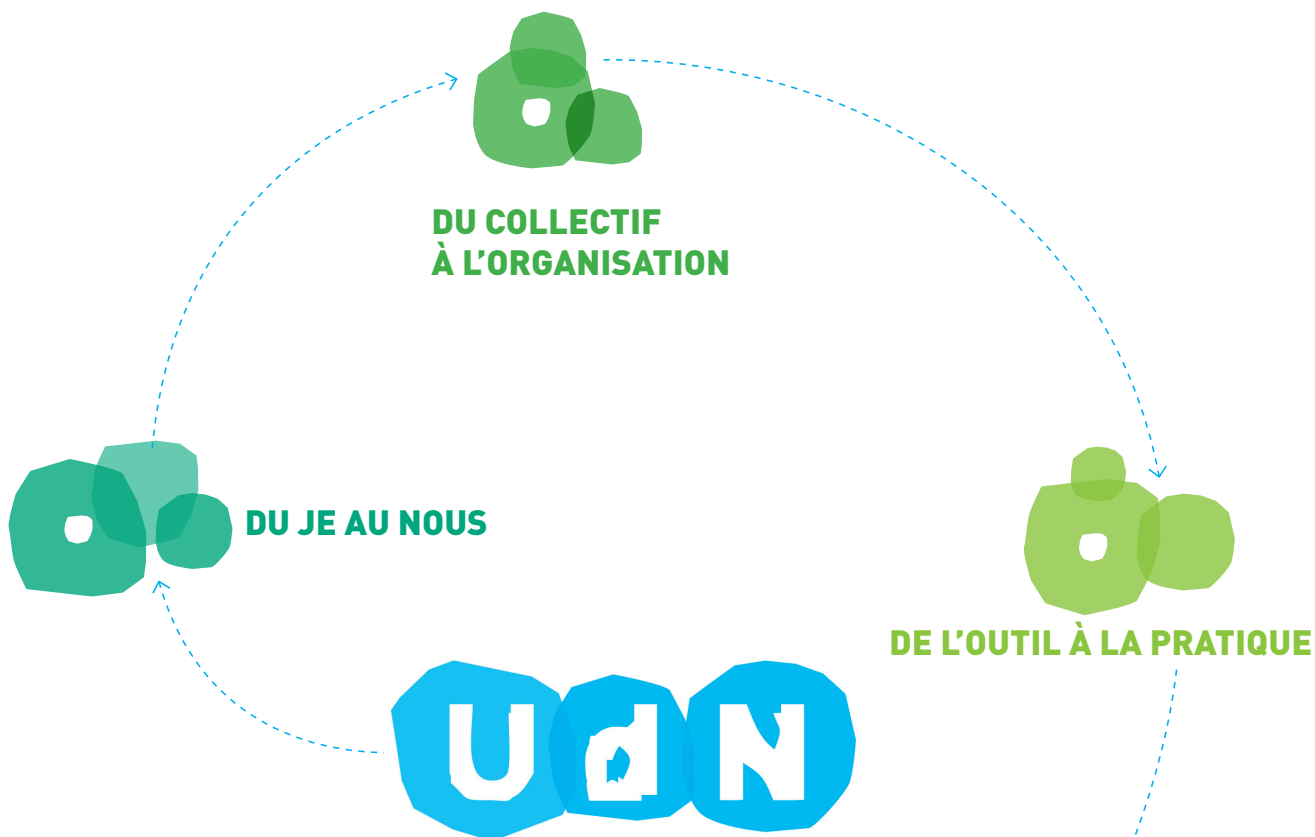 DU COLLECTIF
À L'ORGANISATION
DU JE AU NOUS
DE L'OUTIL À LA PRATIQUE
UdN